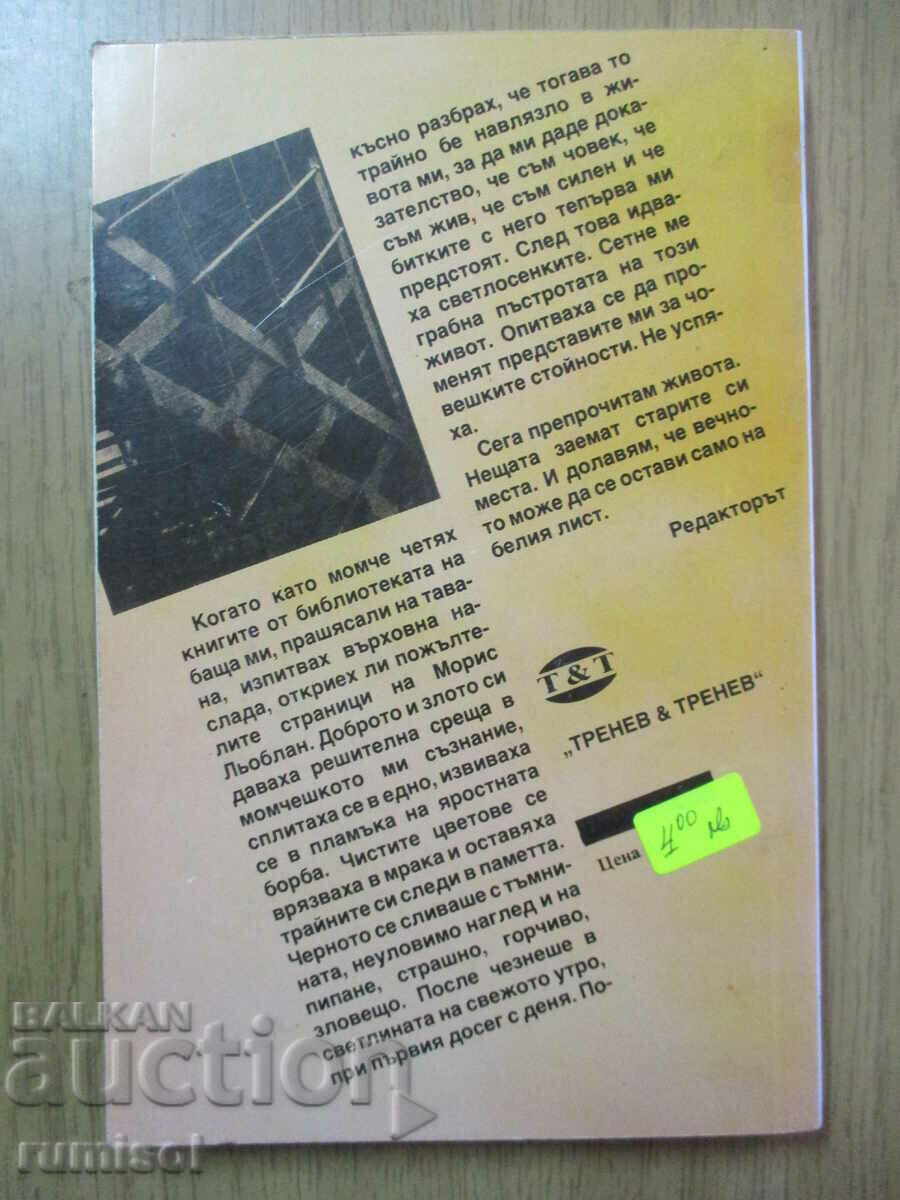 Когато като момче четях
книгите от библиотеката на
баща ми, прашясали на тава-
на, изпитвах върховна на-
слада, откриех ли пожълте-
лите страници на Морис
Льоблан. Доброто и злото си
даваха решителна среща в
момчешкото ми съзнание,
сплитаха се в едно, извиваха
се в пламъка на яростната
борба. Чистите цветове се
врязваха в мрака и оставяха
трайните си следи в паметта.
Черното се сливаше с тъмни-
ната, неуловимо наглед и на
пипане, страшно, горчиво,
зловещо. После чезнеше в
светлината на свежото утро,
при първия досег с деня. По-
късно разбрах, че тогава то
трайно бе навлязло в жи-
вота ми, за да ми даде дока-
зателство, че съм човек, че
съм жив, че съм силен и че
битките с него тепърва ми
предстоят. След това идва-
ха светлосенките. Сетне ме
грабна пъстротата на този
живот. Опитваха се да про-
менят представите ми за чо-
вешките стойности. Не успя-
ха.
Сега препрочитам живота.
Нещата заемат старите си
места. И долавям, че вечно-
то може да се остави само на
белия лист.
Редакторът
T & T
„ТРЕНЕВ & ТРЕНЕВ“
Цена
4 00 лв
BALKAN
auction
rumisol